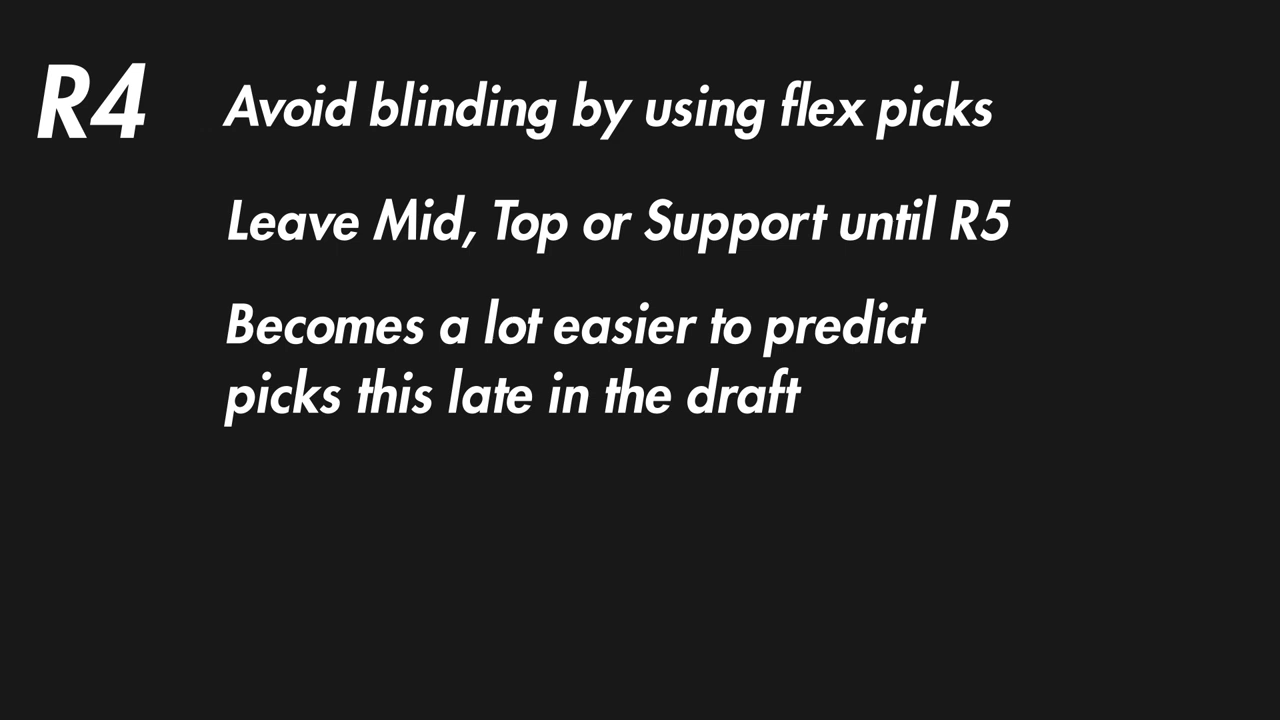 R4 Avoid blinding by using flex picks
Leave Mid, Top or Support until R5
Becomes a lot easier to predict
picks this late in the draft